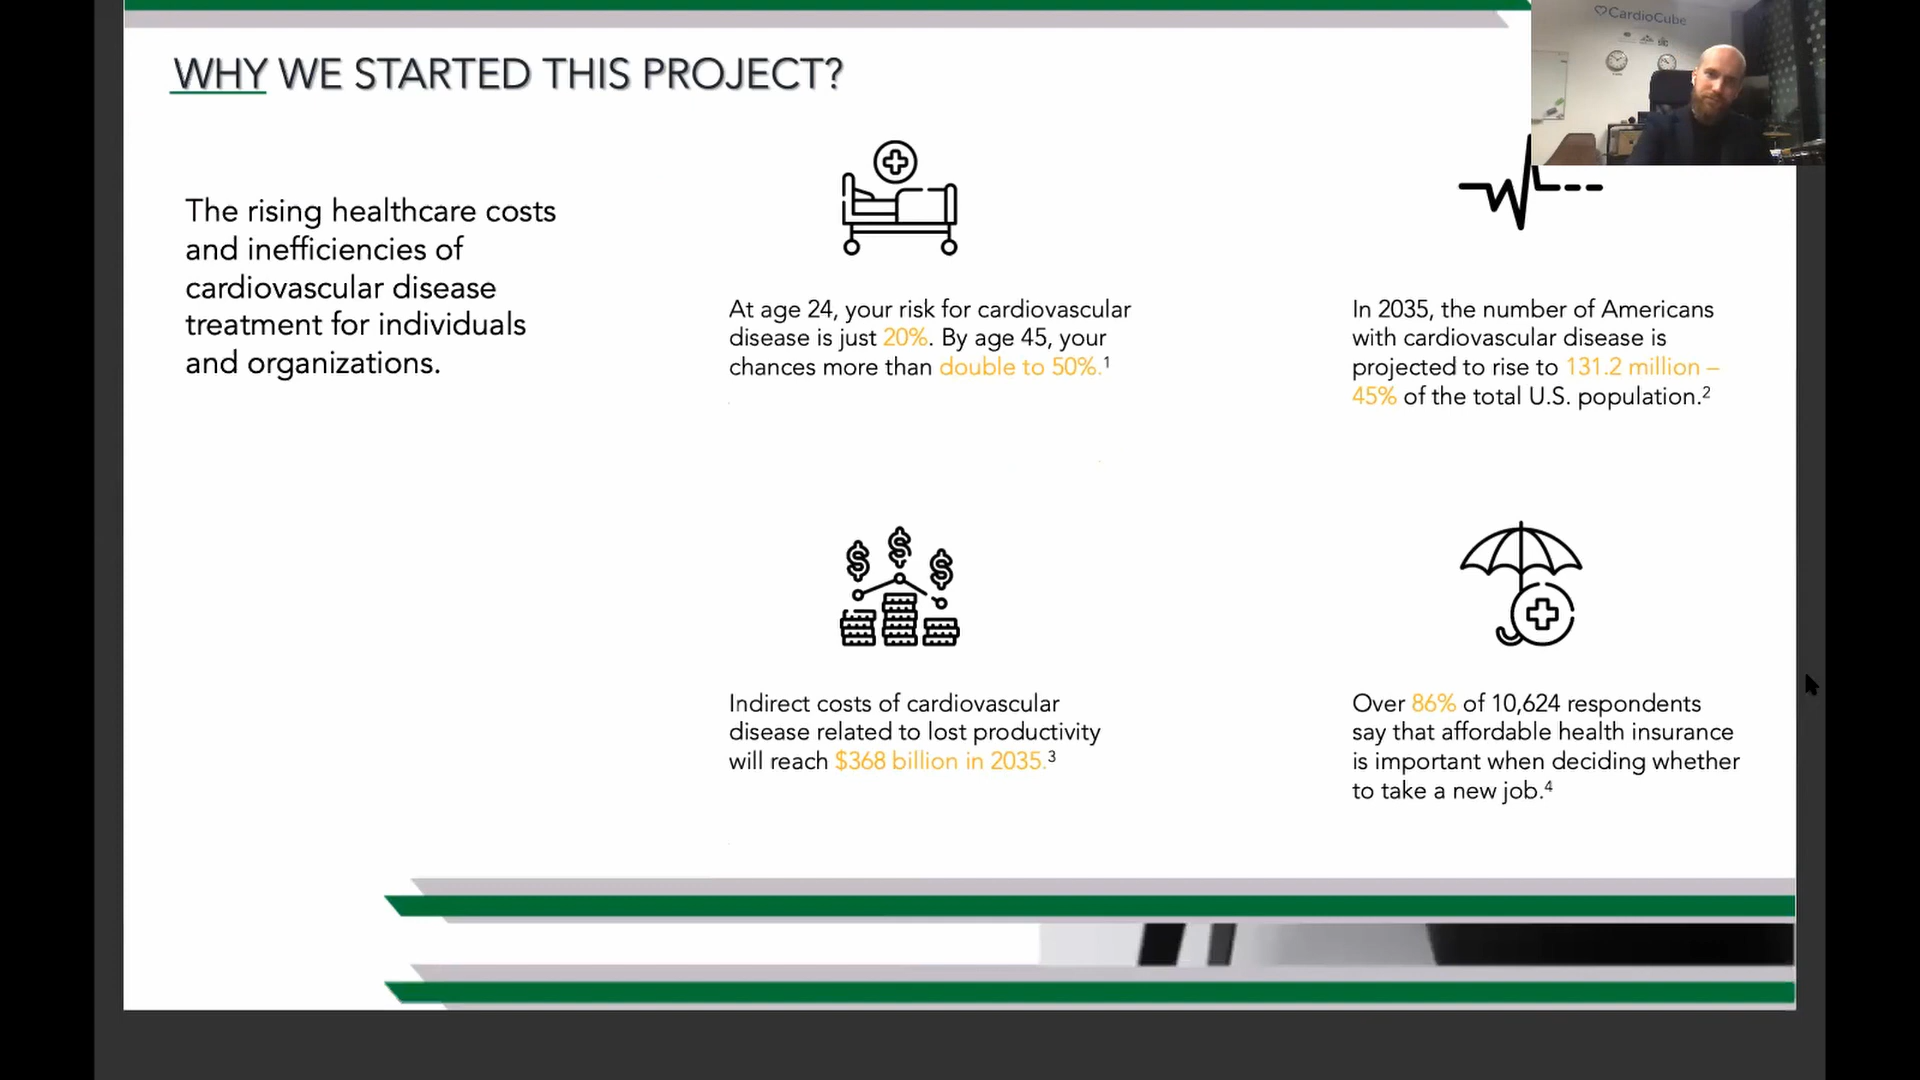 WHY WE STARTED THIS PROJECT?
CardioCube
The rising healthcare costs
and inefficiencies of
cardiovascular disease
treatment for individuals
and organizations.
At age 24, your risk for cardiovascular
disease is just 20%. By age 45, your
chances more than double to 50%.¹
In 2035, the number of Americans
with cardiovascular disease is
projected to rise to 131.2 million –
45% of the total U.S. population.²
$ $ $
Indirect costs of cardiovascular
disease related to lost productivity
will reach $368 billion in 2035.³
Over 86% of 10,624 respondents
say that affordable health insurance
is important when deciding whether
to take a new job.⁴